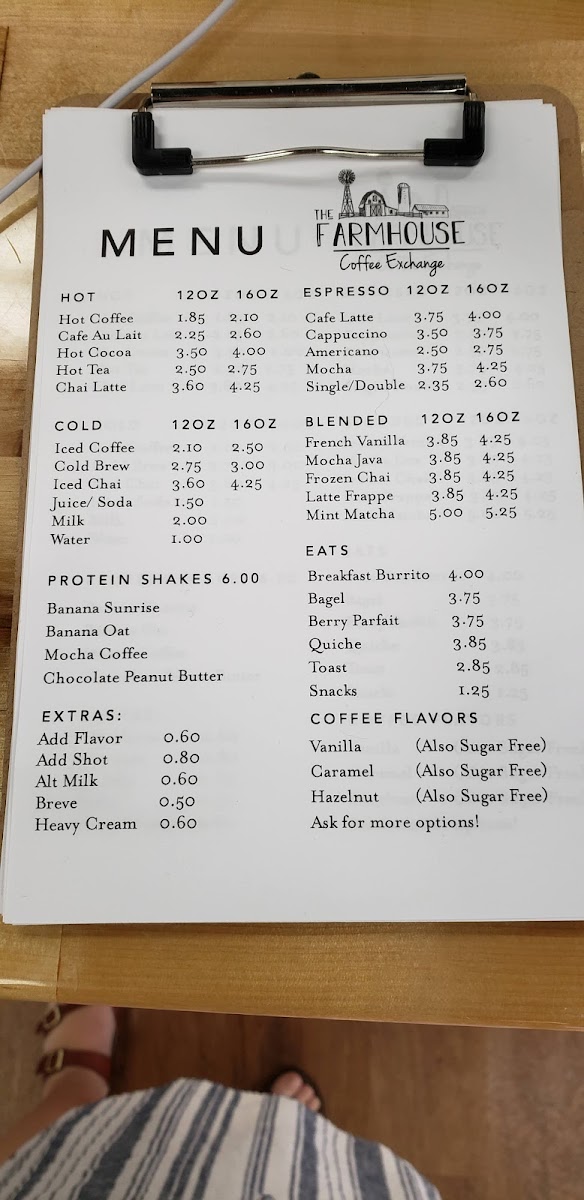 MENU
THE
FARMHOUSE
Coffee Exchange
HOT 12OZ 16OZ
Hot Coffee 1.85 2.10
Cafe Au Lait 2.25 2.60
Hot Cocoa 3.50 4.00
Hot Tea 2.50 2.75
Chai Latte 3.60 4.25
COLD 12OZ 16OZ
Iced Coffee 2.10 2.50
Cold Brew 2.75 3.00
Iced Chai 3.60 4.25
Juice/ Soda 1.50
Milk 2.00
Water 1.00
PROTEIN SHAKES 6.00
Banana Sunrise
Banana Oat
Mocha Coffee
Chocolate Peanut Butter
EXTRAS:
Add Flavor 0.60
Add Shot 0.80
Alt Milk 0.60
Breve 0.50
Heavy Cream 0.60
ESPRESSO 12OZ 16OZ
Cafe Latte 3.75 4.00
Cappuccino 3.50 3.75
Americano 2.50 2.75
Mocha 3.75 4.25
Single/Double 2.35 2.60
BLENDED 12OZ 16OZ
French Vanilla 3.85 4.25
Mocha Java 3.85 4.25
Frozen Chai 3.85 4.25
Latte Frappe 3.85 4.25
Mint Matcha 5.00 5.25
EATS
Breakfast Burrito 4.00
Bagel 3.75
Berry Parfait 3.75
Quiche 3.85
Toast 2.85
Snacks 1.25
COFFEE FLAVORS
Vanilla (Also Sugar Free)
Caramel (Also Sugar Free)
Hazelnut (Also Sugar Free)
Ask for more options!